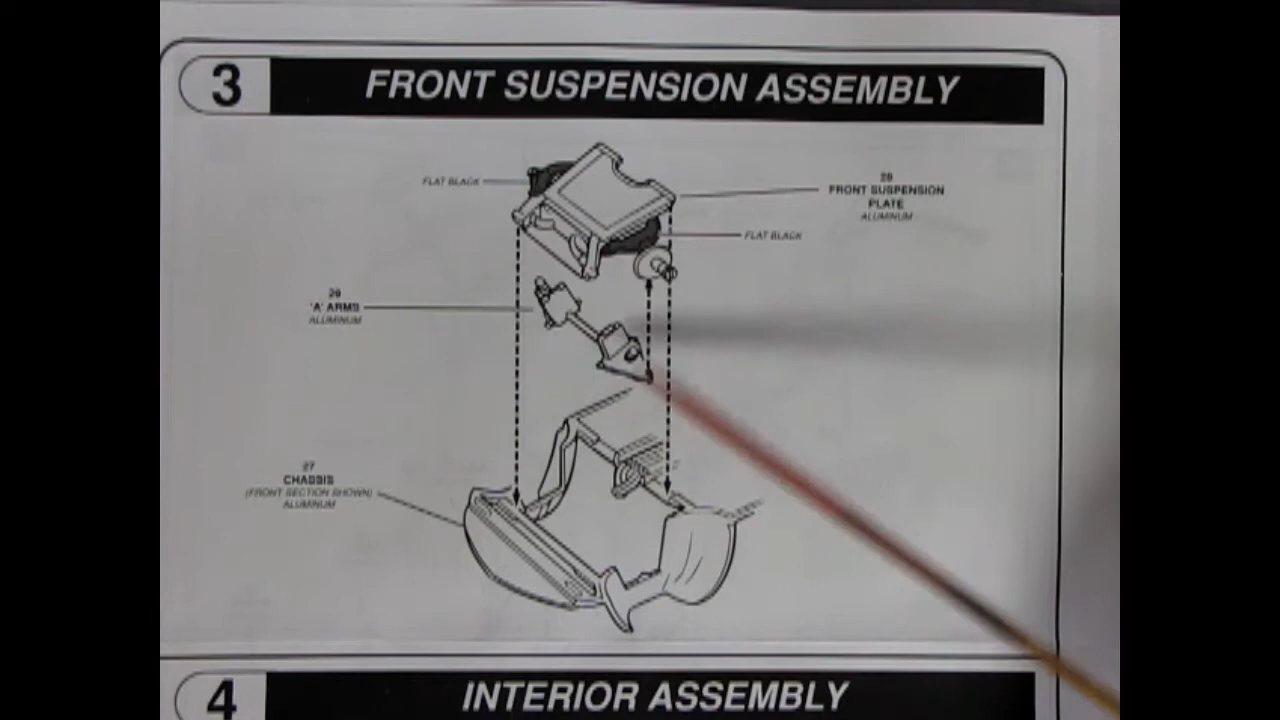 3
FRONT SUSPENSION ASSEMBLY
FLAT BLACK
28
FRONT SUSPENSION
PLATE
ALUMINUM
FLAT BLACK
29
'A' ARMS
ALUMINUM
27
CHASSIS
(FRONT SECTION SHOWN)
ALUMINUM
4
INTERIOR ASSEMBLY